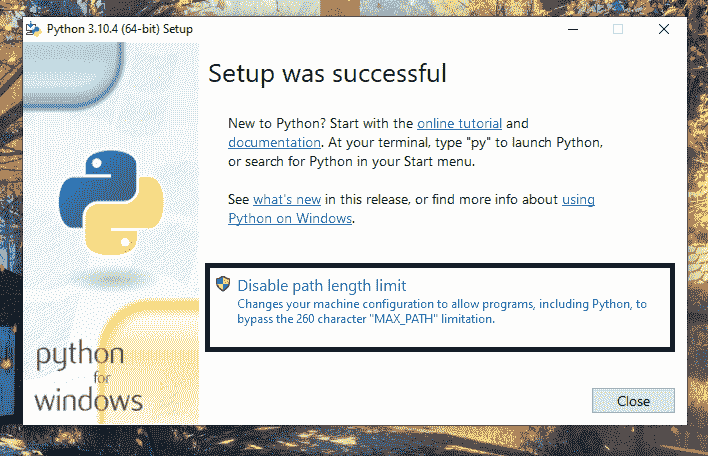 Python 3.10.4 (64-bit) Setup
Setup was successful
New to Python? Start with the online tutorial and
documentation. At your terminal, type "py" to launch Python,
or search for Python in your Start menu.
See what's new in this release, or find more info about using
Python on Windows.
Disable path length limit
Changes your machine configuration to allow programs, including Python, to
bypass the 260 character "MAX_PATH" limitation.
python
for
windows
Close